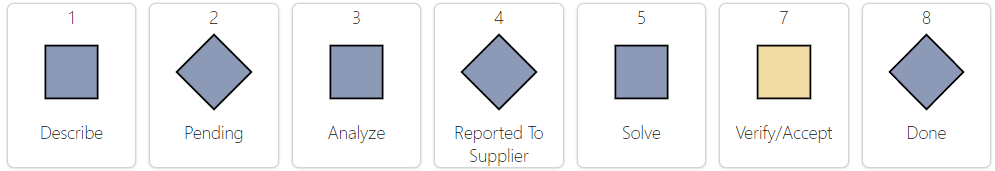 1 2 3 4 5 7 8
Describe Pending Analyze Reported To Solve Verify/Accept Done
Supplier